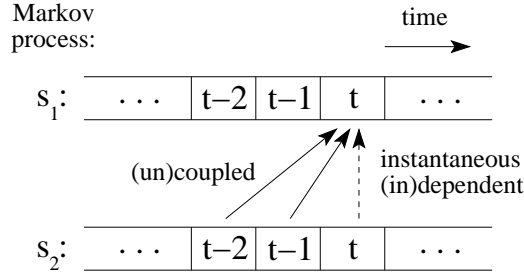 Markov
process:
time
s₁: · · · t–2 t–1 t · · ·
(un)coupled
instantaneous
(in)dependent
s₂: · · · t–2 t–1 t · · ·